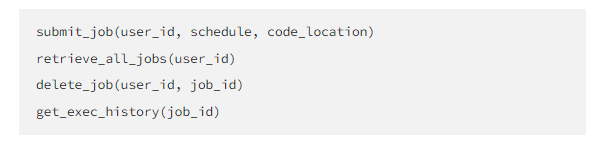 submit_job(user_id, schedule, code_location)
retrieve_all_jobs(user_id)
delete_job(user_id, job_id)
get_exec_history(job_id)